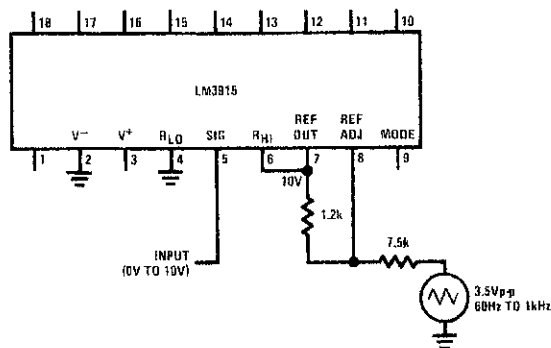 18 17 16 15 14 13 12 11 10
LM3915
V− V+ RLO SIG RHI REF OUT REF ADJ MODE
1 2 3 4 5 6 7 8 9
10V
1.2k
7.5k
INPUT
(0V TO 10V)
3.5Vp-p
60Hz TO 1kHz